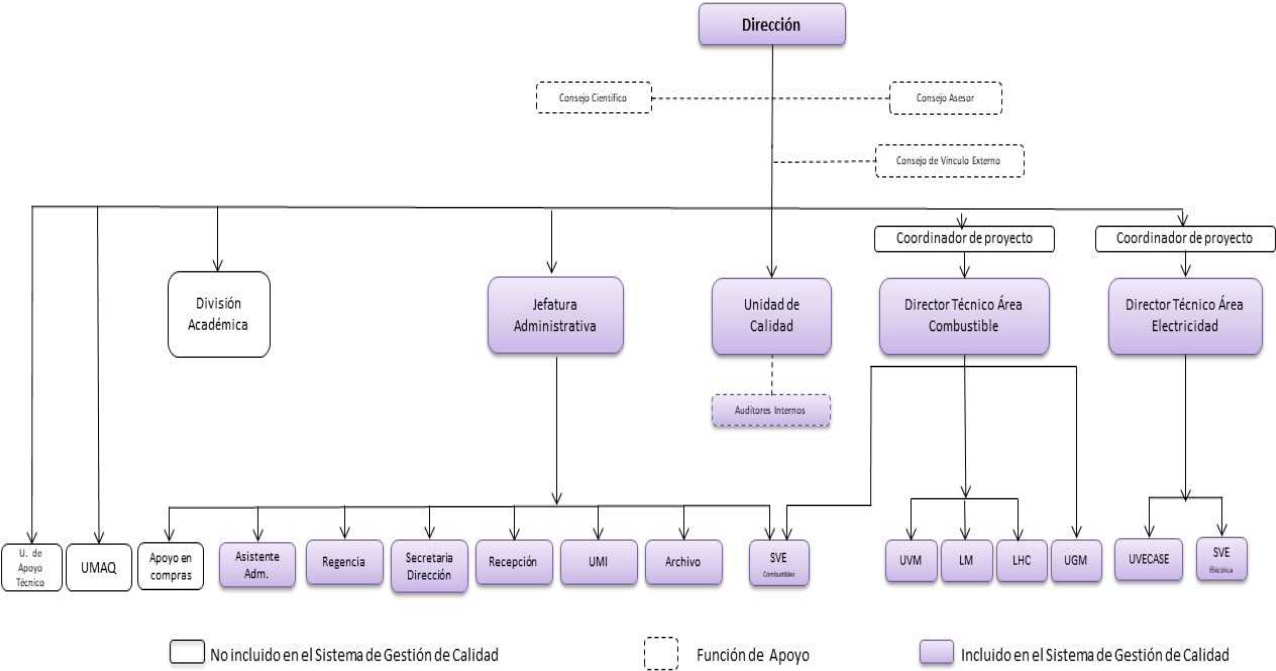 Dirección
Consejo Científico
Consejo Asesor
Consejo de Vínculo Externo
Coordinador de proyecto
Coordinador de proyecto
División
Académica
Jefatura
Administrativa
Unidad de
Calidad
Director Técnico Área
Combustible
Director Técnico Área
Electricidad
Auditores Internos
U. de
Apoyo
Técnico
UMAQ
Apoyo en
compras
Asistente
Adm.
Regencia
Secretaria
Dirección
Recepción
UMI
Archivo
SVE
Combustibles
UVM
LM
LHC
UGM
UVECASE
SVE
Eléctrica
No incluido en el Sistema de Gestión de Calidad
Función de Apoyo
Incluido en el Sistema de Gestión de Calidad